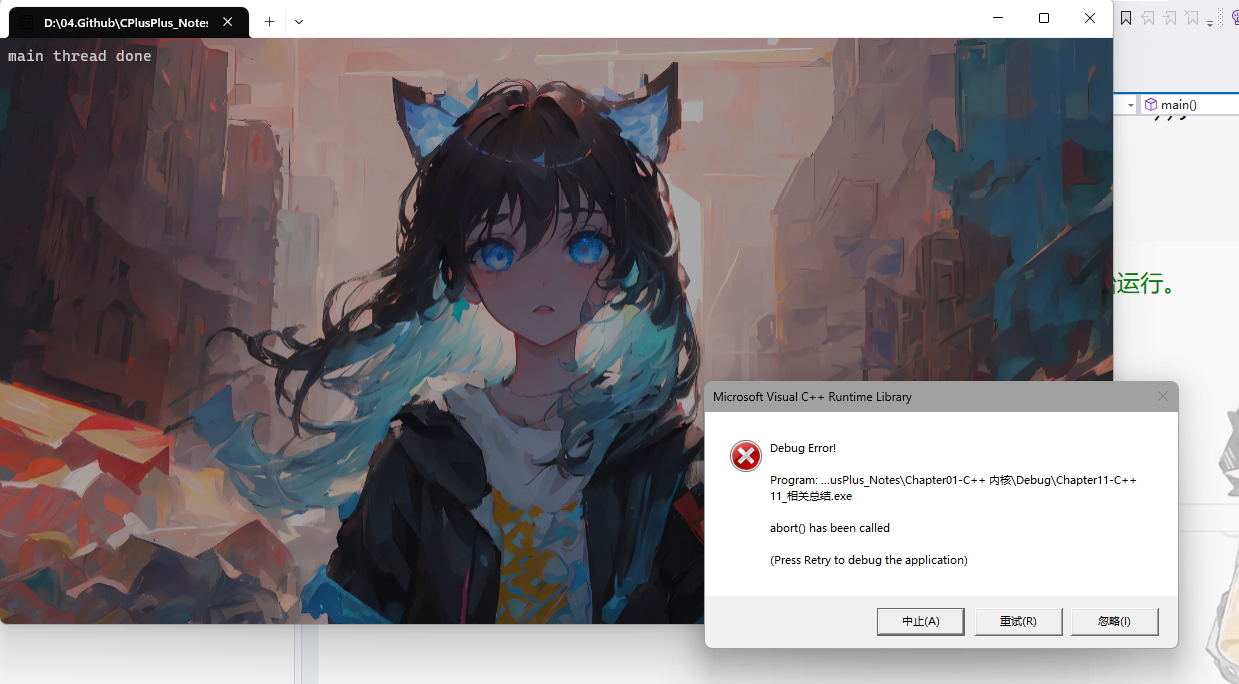 D:\04.Github\CPlusPlus_Notes
main thread done
main()
运行。
Microsoft Visual C++ Runtime Library
Debug Error!
Program: ...usPlus_Notes\Chapter01-C++ 内核\Debug\Chapter11-C++
11_相关总结.exe
abort() has been called
(Press Retry to debug the application)
中止(A)
重试(R)
忽略(I)